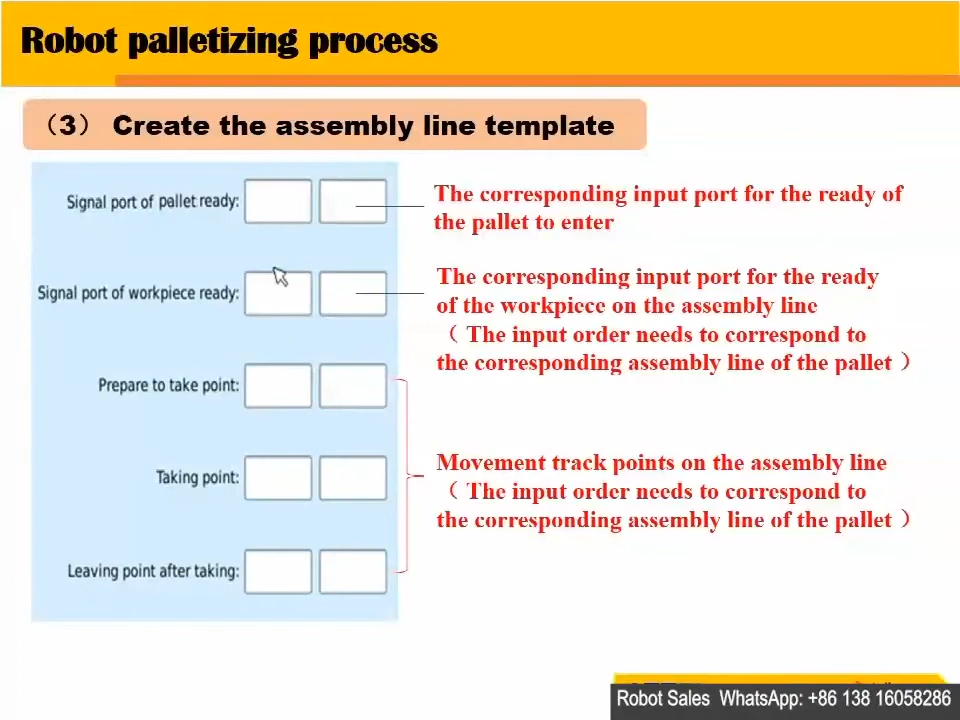 Robot palletizing process
（3） Create the assembly line template
Signal port of pallet ready:
The corresponding input port for the ready of
the pallet to enter
Signal port of workpiece ready:
The corresponding input port for the ready
of the workpiece on the assembly line
（ The input order needs to correspond to
the corresponding assembly line of the pallet ）
Prepare to take point:
Taking point:
Leaving point after taking:
Movement track points on the assembly line
（ The input order needs to correspond to
the corresponding assembly line of the pallet ）
Robot Sales WhatsApp: +86 138 16058286